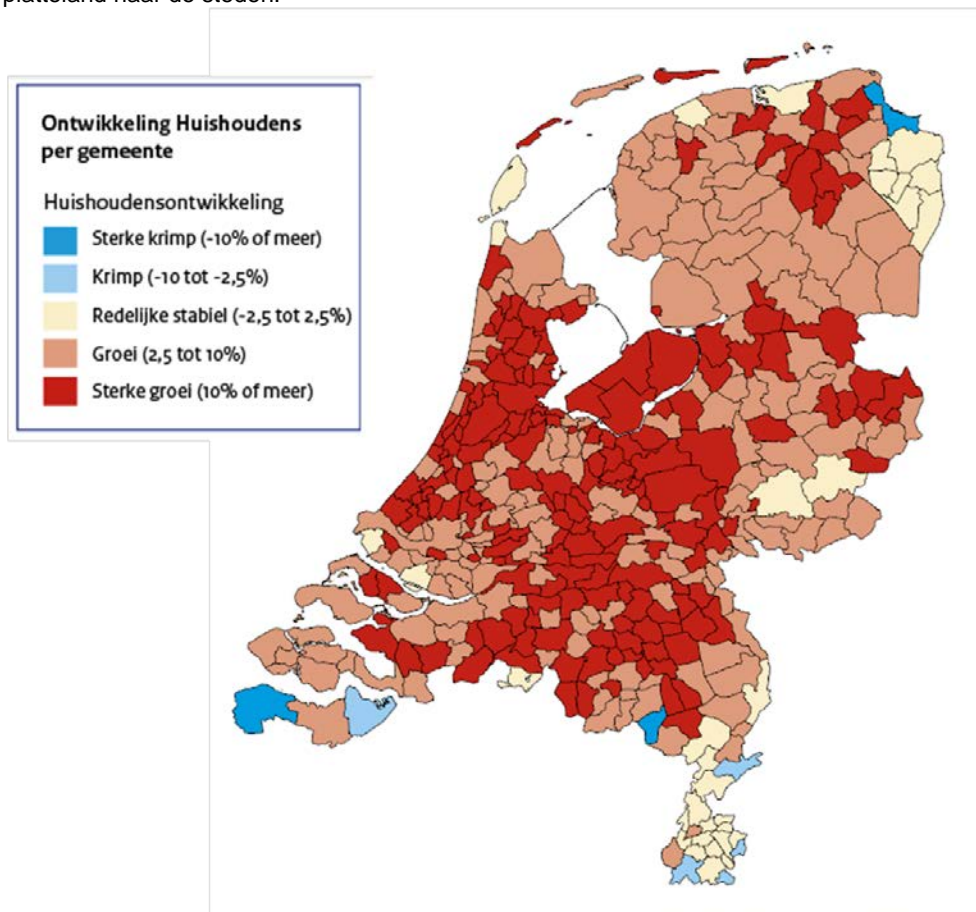 platteland naar de steden.
Ontwikkeling Huishoudens
per gemeente
Huishoudensontwikkeling
Sterke krimp (-10% of meer)
Krimp (-10 tot -2,5%)
Redelijke stabiel (-2,5 tot 2,5%)
Groei (2,5 tot 10%)
Sterke groei (10% of meer)